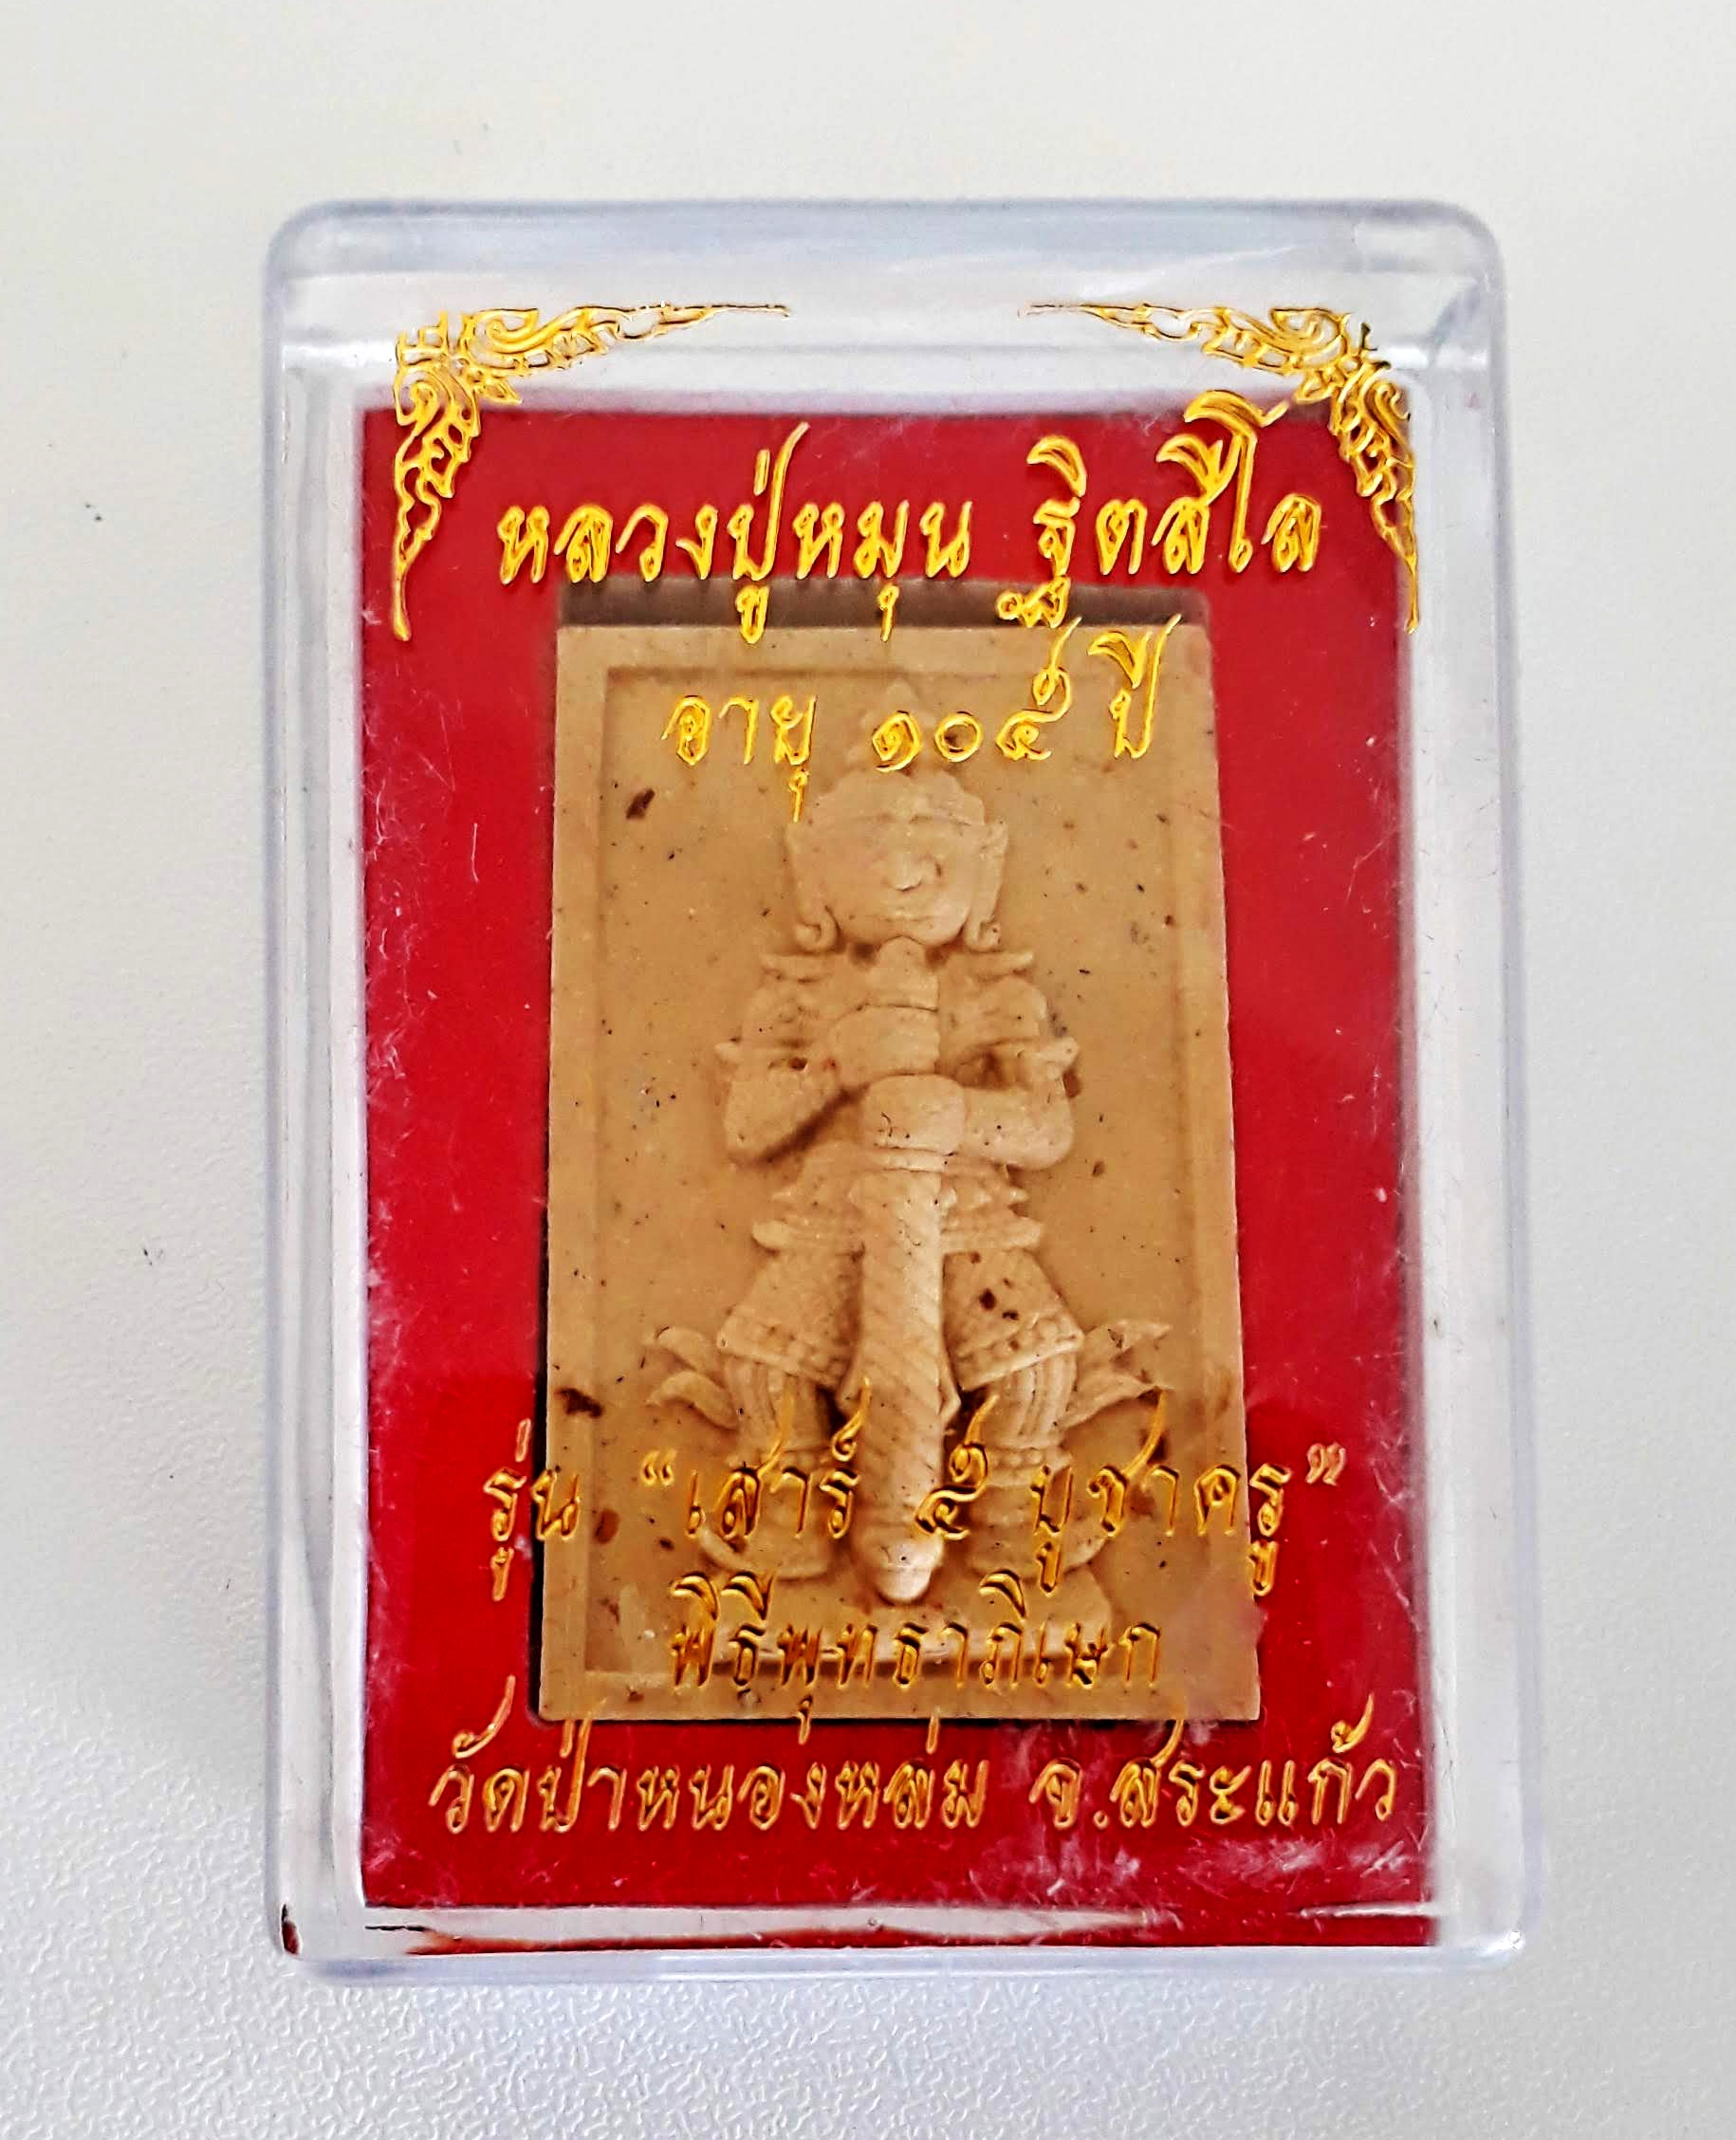 หลวงปู่หมุน ฐิตสีโล
อายุ ๑๐๕ ปี
รุ่น "เสาร์ ๕ บูชาครู"
พิธีพุทธาภิเษก
วัดป่าหนองหล่ม จ.สระแก้ว